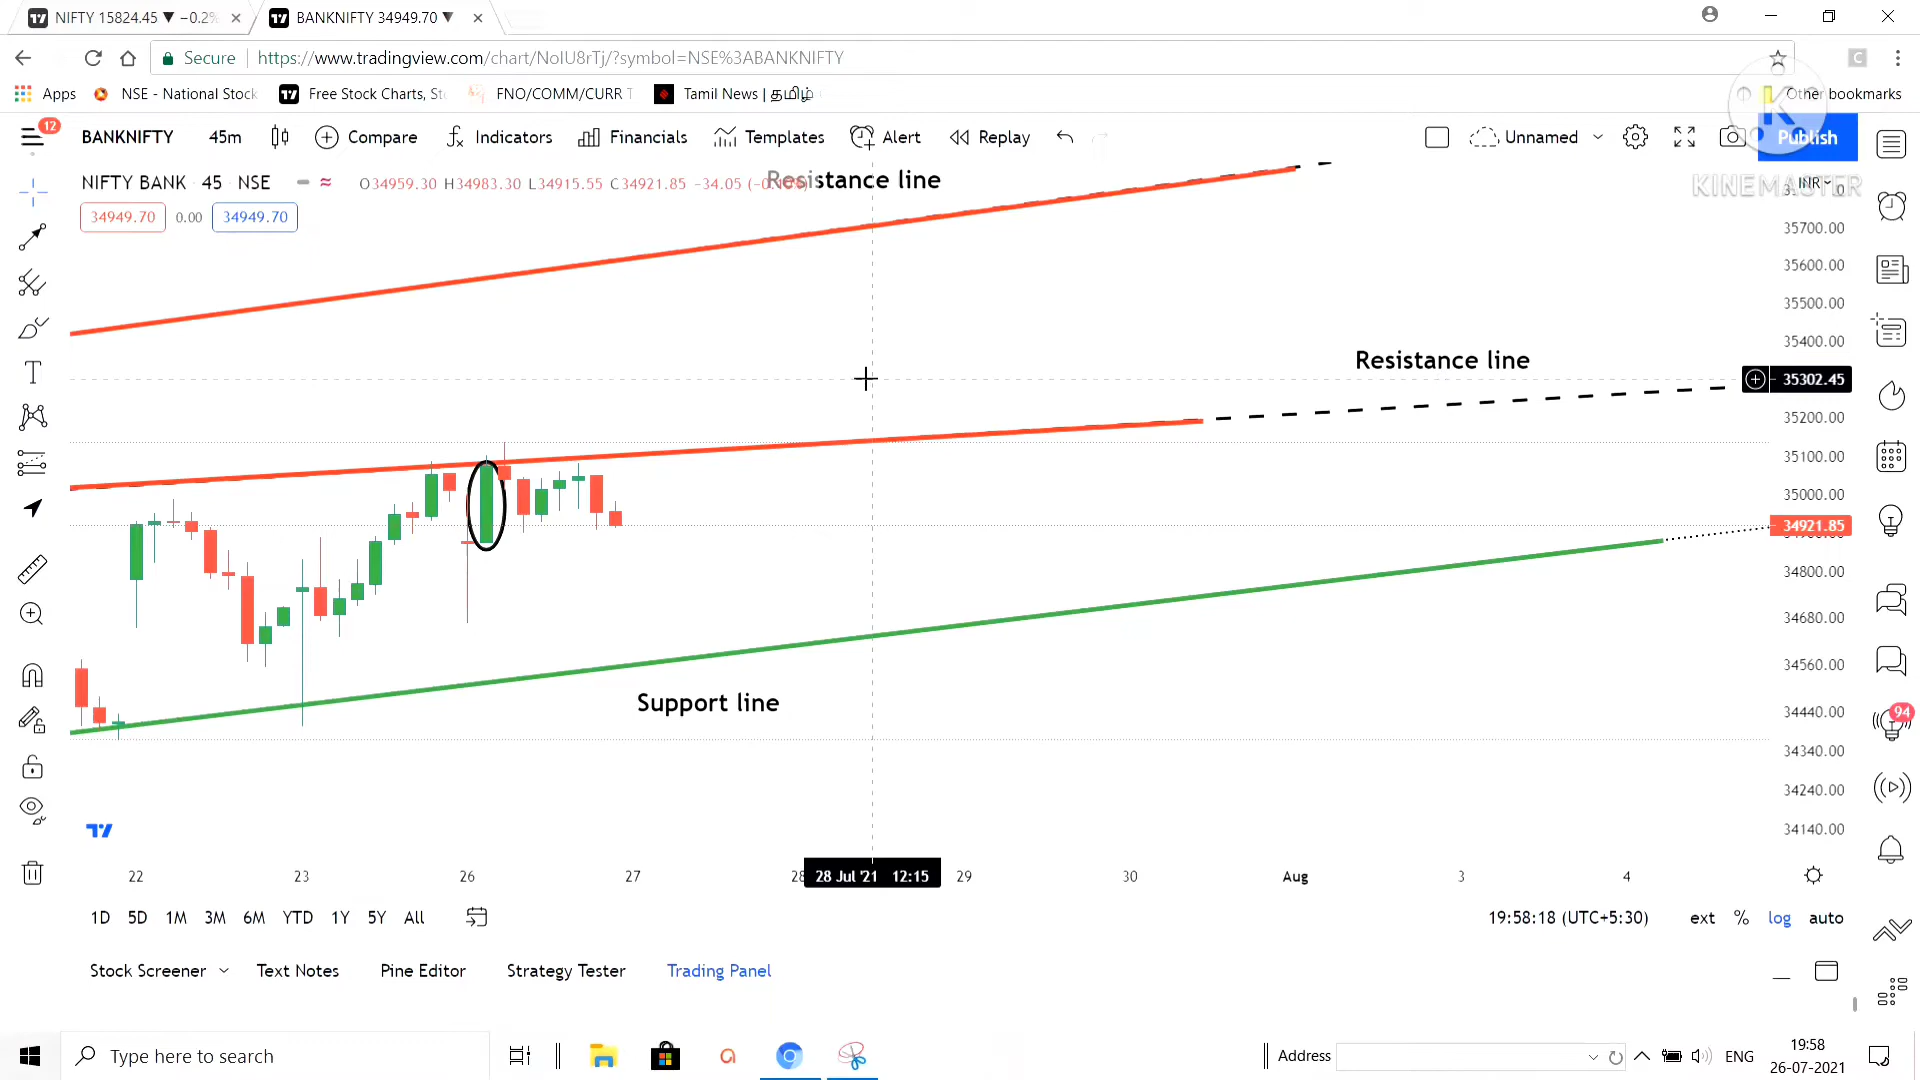 NIFTY 15824.45 ▼ −0.2%
BANKNIFTY 34949.70 ▼
Secure
https://www.tradingview.com/chart/NoIU8rTj/?symbol=NSE%3ABANKNIFTY
Apps
NSE - National Stock
Free Stock Charts, St
FNO/COMM/CURR T
Tamil News | தமிழ்
Other bookmarks
12
BANKNIFTY
45m
Compare
Indicators
Financials
Templates
Alert
Replay
Unnamed
Publish
K
KINEMASTER
NIFTY BANK 45 NSE
O34959.30 H34983.30 L34915.55 C34921.85 −34.05
Resistance line
INR
34949.70 0.00 34949.70
35700.00
35600.00
35500.00
35400.00
Resistance line
35302.45
35200.00
35100.00
35000.00
34921.85
34800.00
34680.00
34560.00
Support line
34440.00
94
34340.00
34240.00
34140.00
22 23 26 27 28 28 Jul '21 12:15 29 30 Aug 3 4
1D 5D 1M 3M 6M YTD 1Y 5Y All
19:58:18 (UTC+5:30)
ext % log auto
Stock Screener
Text Notes
Pine Editor
Strategy Tester
Trading Panel
Type here to search
Address
ENG
19:58
26-07-2021